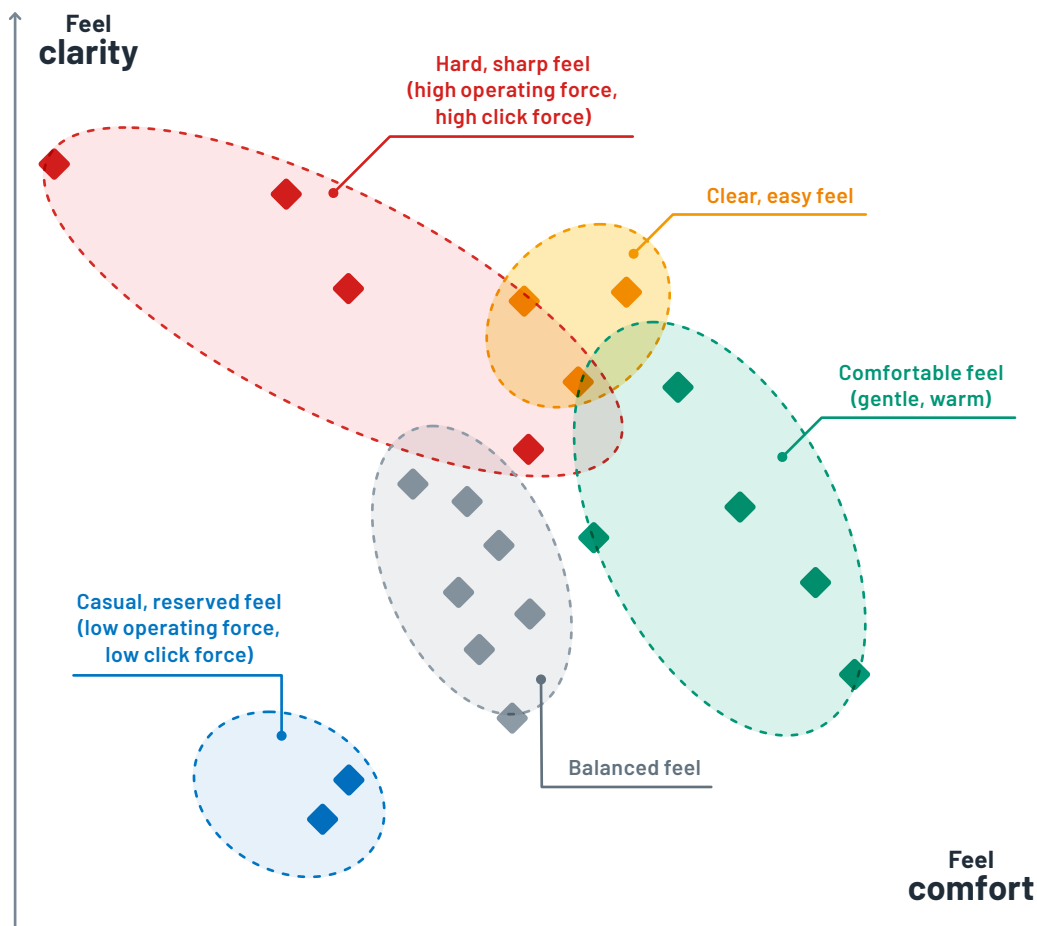 Feel
clarity
Hard, sharp feel
(high operating force,
high click force)
Clear, easy feel
Comfortable feel
(gentle, warm)
Casual, reserved feel
(low operating force,
low click force)
Balanced feel
Feel
comfort